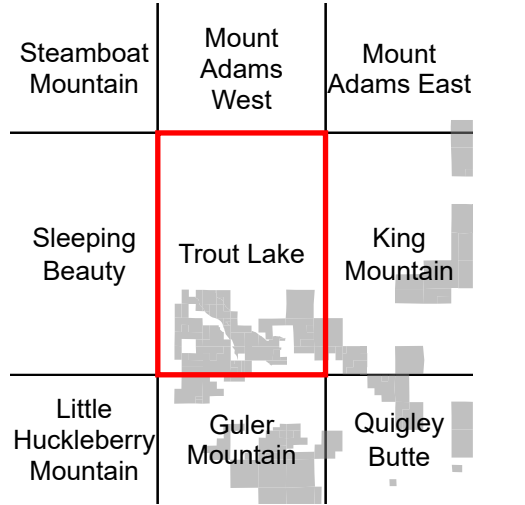 Steamboat
Mountain
Mount
Adams
West
Mount
Adams East
Sleeping
Beauty
Trout Lake
King
Mountain
Little
Huckleberry
Mountain
Guler
Mountain
Quigley
Butte